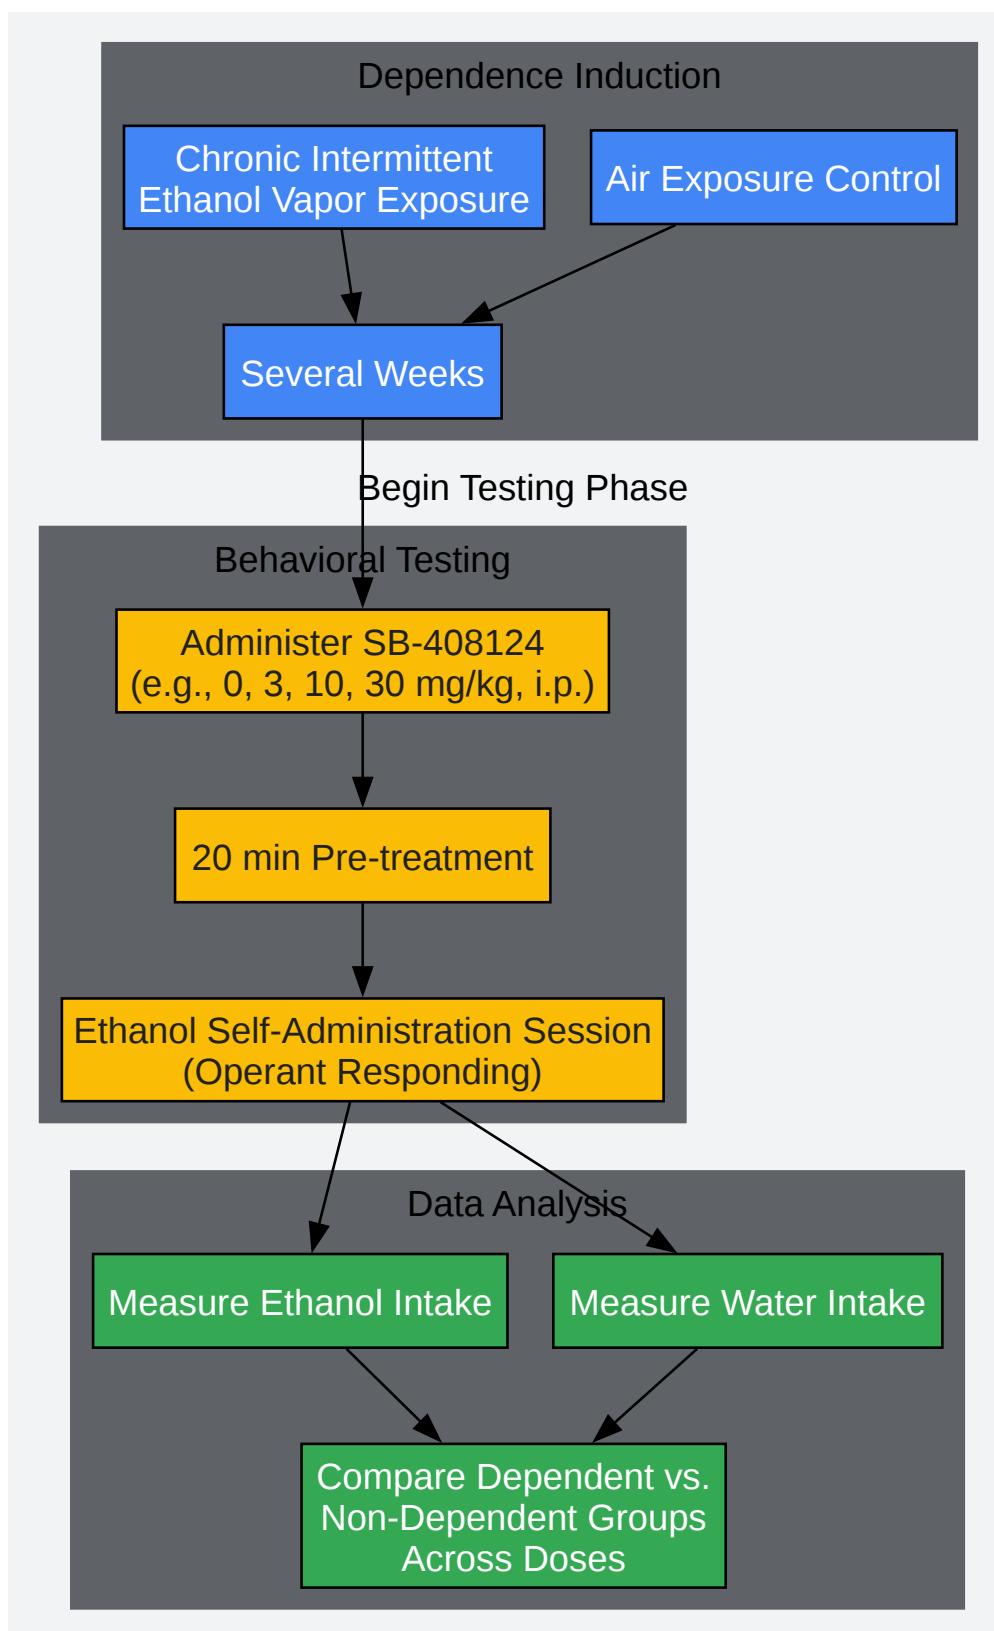 Dependence Induction
Chronic Intermittent
Ethanol Vapor Exposure
Air Exposure Control
Several Weeks
Begin Testing Phase
Behavioral Testing
Administer SB-408124
(e.g., 0, 3, 10, 30 mg/kg, i.p.)
20 min Pre-treatment
Ethanol Self-Administration Session
(Operant Responding)
Data Analysis
Measure Ethanol Intake
Measure Water Intake
Compare Dependent vs.
Non-Dependent Groups
Across Doses